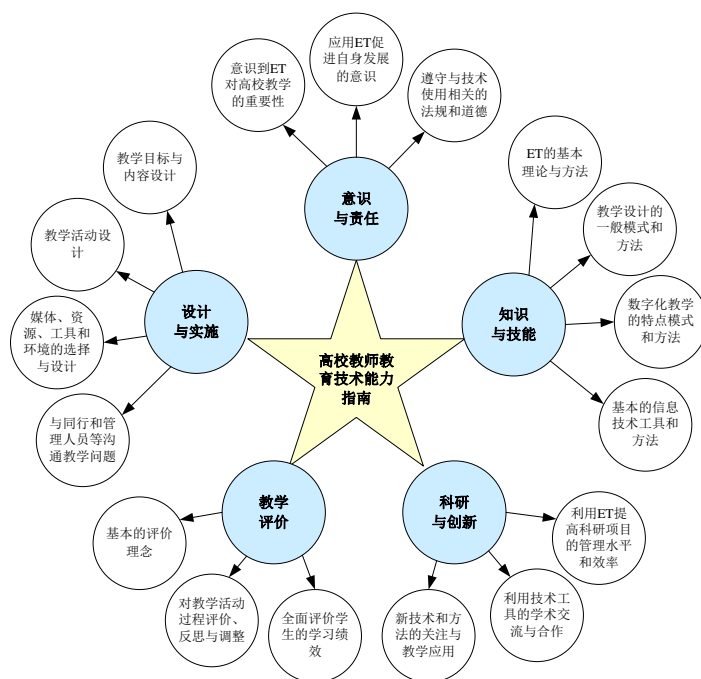 应用ET促
进自身发展
的意识
意识到ET
对高校教学
的重要性
遵守与技术
使用相关的
法规和道德
意识
与责任
ET的基本
理论与方法
教学设计的
一般模式和
方法
数字化教学
的特点模式
和方法
基本的信息
技术工具和
方法
知识
与技能
教学目标与
内容设计
教学活动设
计
媒体、资
源、工具和
环境的选择
与设计
与同行和管
理人员等沟
通教学问题
设计
与实施
高校教师教
育技术能力
指南
教学
评价
基本的评价
理念
对教学活动
过程评价、
反思与调整
全面评价学
生的学习绩
效
科研
与创新
利用ET提
高科研项目
的管理水平
和效率
利用技术工
具的学术交
流与合作
新技术和方
法的关注与
教学应用